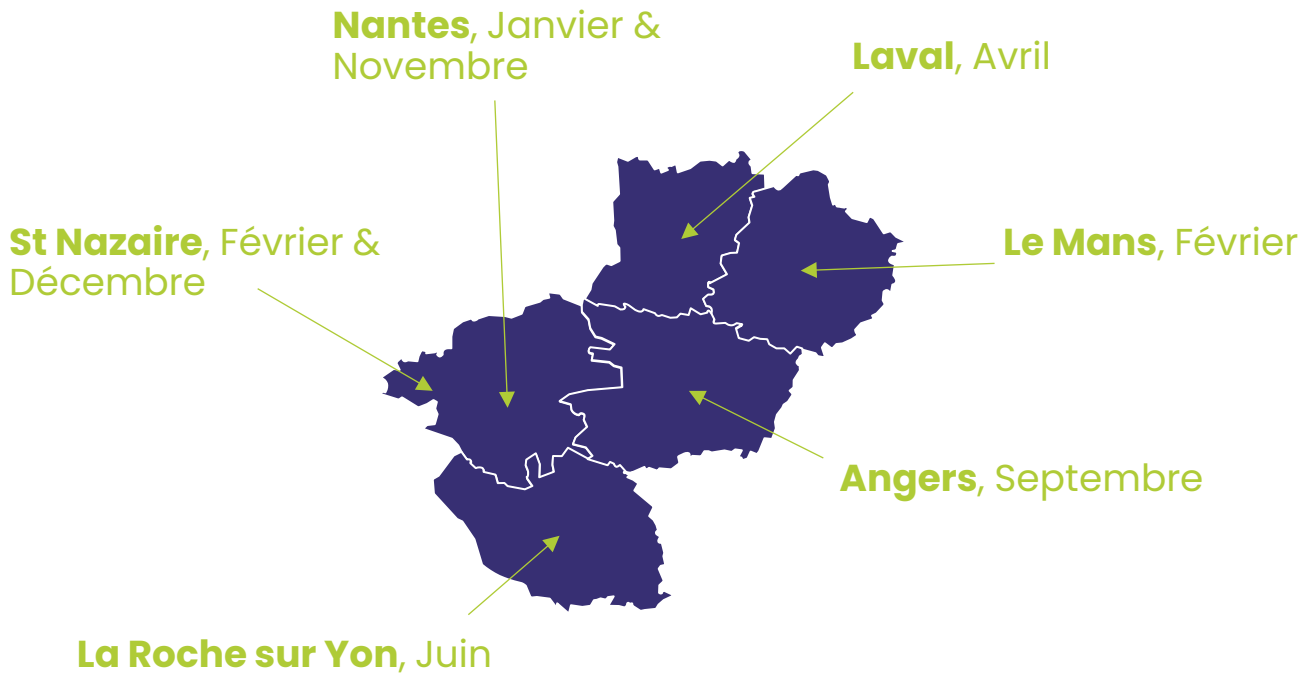 Nantes, Janvier &
Novembre
Laval, Avril
St Nazaire, Février &
Décembre
Le Mans, Février
Angers, Septembre
La Roche sur Yon, Juin